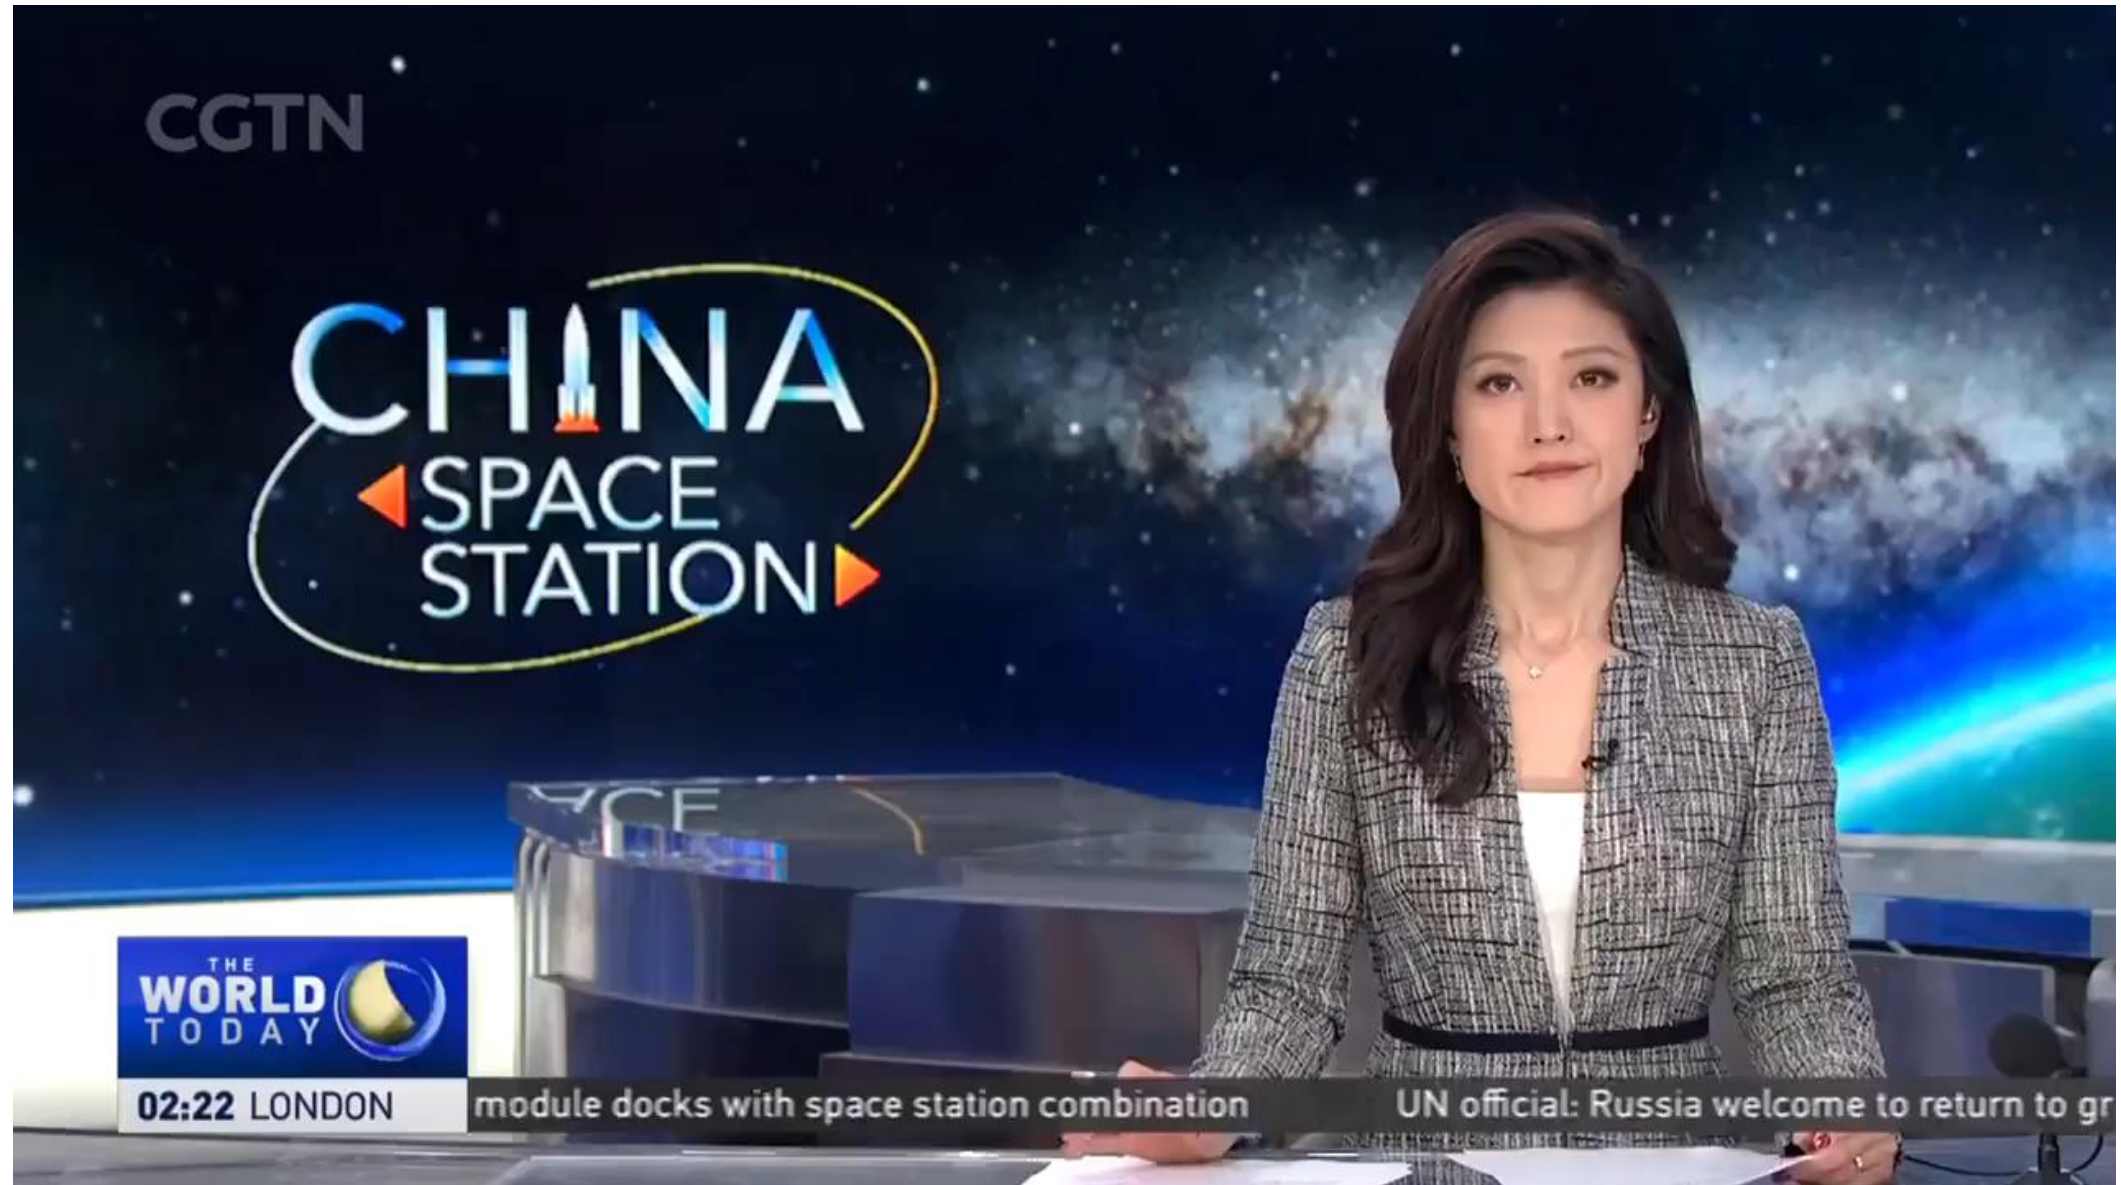 CGTN
CHINA
SPACE
STATION
ACE
THE
WORLD
TODAY
02:22 LONDON
module docks with space station combination
UN official: Russia welcome to return to gr